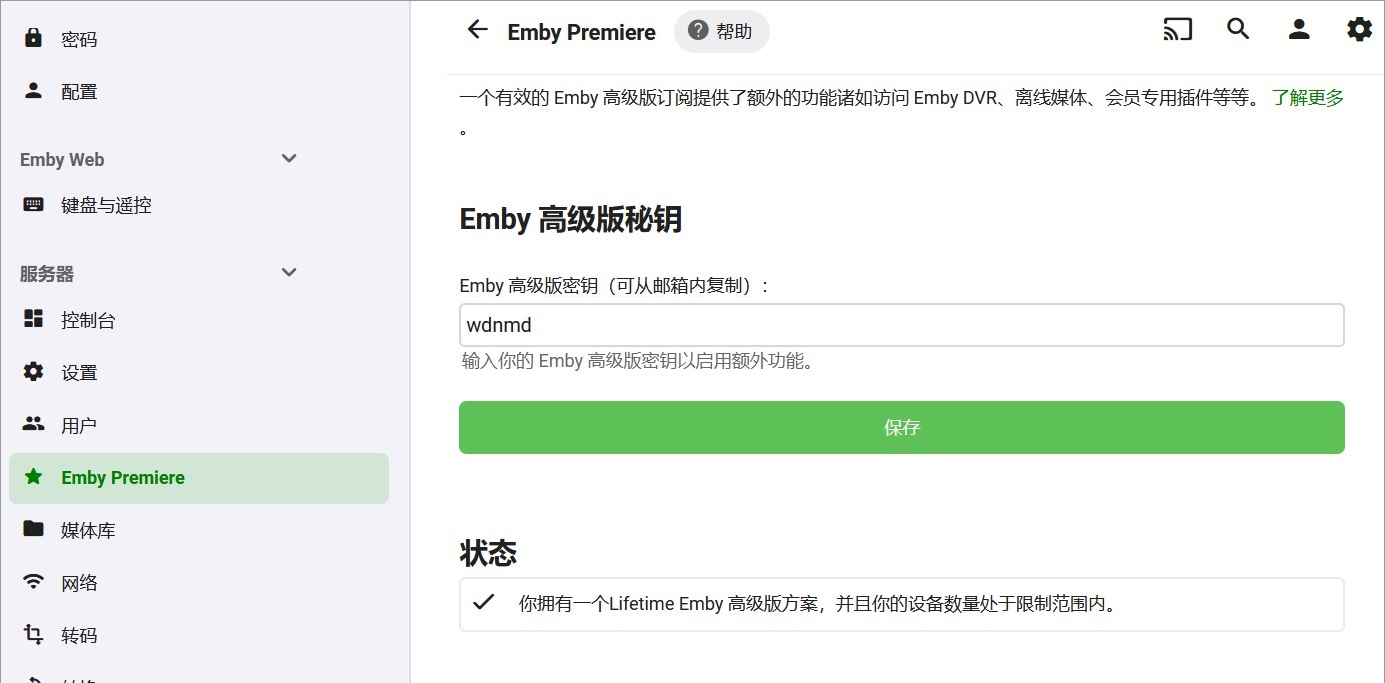 密码
配置
Emby Web
键盘与遥控
服务器
控制台
设置
用户
Emby Premiere
媒体库
网络
转码
Emby Premiere
帮助
一个有效的 Emby 高级版订阅提供了额外的功能诸如访问 Emby DVR、离线媒体、会员专用插件等等。 了解更多
。
Emby 高级版秘钥
Emby 高级版密钥（可从邮箱内复制）：
wdnmd
输入你的 Emby 高级版密钥以启用额外功能。
保存
状态
你拥有一个Lifetime Emby 高级版方案，并且你的设备数量处于限制范围内。